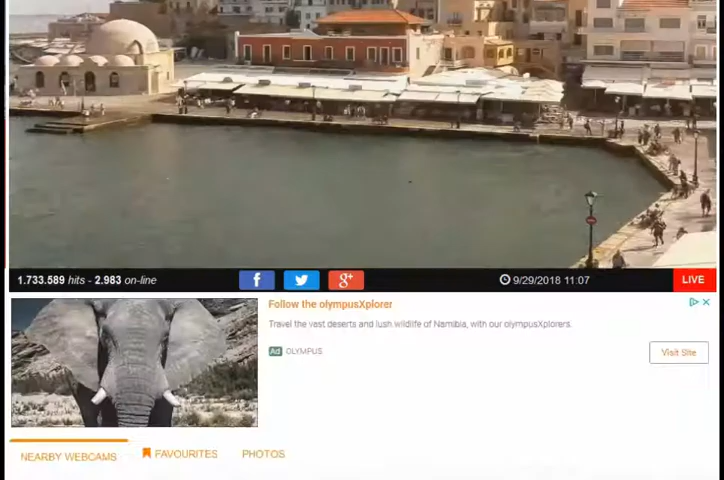 1.733.589 hits - 2.983 on-line
f
g+
9/29/2018 11:07
LIVE
Follow the olympusXplorer
Travel the vast deserts and lush wildlife of Namibia, with our olympusXplorers.
Ad OLYMPUS
Visit Site
NEARBY WEBCAMS
FAVOURITES
PHOTOS